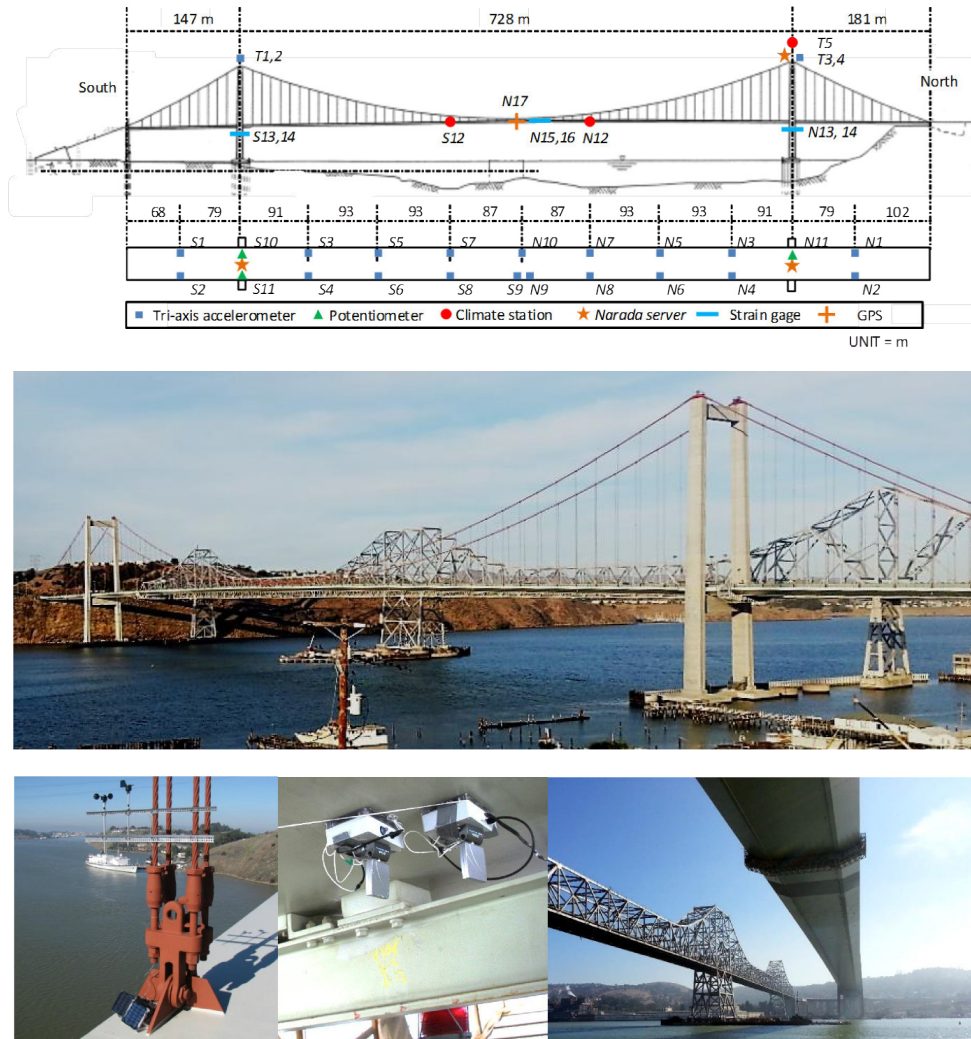 147 m 728 m 181 m
T5
T1,2 T3,4
South North
N17
S13,14 S12 N15,16 N12 N13, 14
68 79 91 93 93 87 87 93 93 91 79 102
S1 S10 S3 S5 S7 N10 N7 N5 N3 N11 N1
S2 S11 S4 S6 S8 S9 N9 N8 N6 N4 N2
Tri-axis accelerometer Potentiometer Climate station Narada server Strain gage GPS
UNIT = m